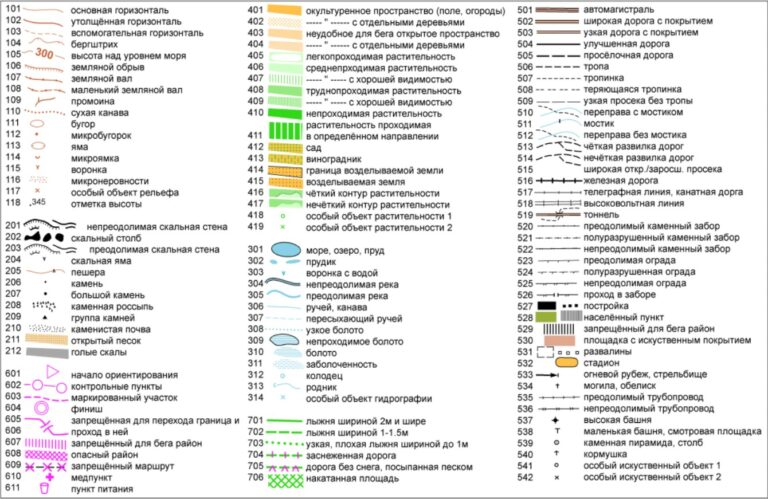 101 основная горизонталь
102 утолщённая горизонталь
103 вспомогательная горизонталь
104 бергштрих
105 300 высота над уровнем моря
106 земляной обрыв
107 земляной вал
108 маленький земляной вал
109 промоина
110 сухая канава
111 бугор
112 микробугорок
113 яма
114 микроямка
115 воронка
116 микронеровности
117 особый объект рельефа
118 .345 отметка высоты
201 непреодолимая скальная стена
202 скальный столб
203 преодолимая скальная стена
204 скальная яма
205 пещера
206 камень
207 большой камень
208 каменная россыпь
209 группа камней
210 каменистая почва
211 открытый песок
212 голые скалы
601 начало ориентирования
602 контрольные пункты
603 маркированный участок
604 финиш
605 запрещённая для перехода граница и
606 проход в ней
607 запрещённый для бега район
608 опасный район
609 запрещённый маршрут
610 медпункт
611 пункт питания
401 окультуренное пространство (поле, огороды)
402 ----- " ----- с отдельными деревьями
403 неудобное для бега открытое пространство
404 ----- " ----- с отдельными деревьями
405 легкопроходимая растительность
406 среднепроходимая растительность
407 ----- " ----- с хорошей видимостью
408 труднопроходимая растительность
409 ----- " ----- с хорошей видимостью
410 непроходимая растительность
растительность проходимая
411 в определённом направлении
412 сад
413 виноградник
414 граница возделываемой земли
415 возделываемая земля
416 чёткий контур растительности
417 нечёткий контур растительности
418 особый объект растительности 1
419 особый объект растительности 2
301 море, озеро, пруд
302 прудик
303 воронка с водой
304 непреодолимая река
305 преодолимая река
306 ручей, канава
307 пересыхающий ручей
308 узкое болото
309 непроходимое болото
310 болото
311 заболоченность
312 колодец
313 родник
314 особый объект гидрографии
701 лыжня шириной 2м и шире
702 лыжня шириной 1-1.5м
703 узкая, плохая лыжня шириной до 1м
704 заснеженная дорога
705 дорога без снега, посыпанная песком
706 накатанная площадь
501 автомагистраль
502 широкая дорога с покрытием
503 узкая дорога с покрытием
504 улучшенная дорога
505 просёлочная дорога
506 тропа
507 тропинка
508 теряющаяся тропинка
509 узкая просека без тропы
510 переправа с мостиком
511 мостик
512 переправа без мостика
513 чёткая развилка дорог
514 нечёткая развилка дорог
515 широкая откр./заросш. просека
516 железная дорога
517 телеграфная линия, канатная дорга
518 высоковольтная линия
519 тоннель
520 преодолимый каменный забор
521 полуразрушенный каменный забор
522 непреодолимый каменный забор
523 преодолимая ограда
524 полуразрушенная ограда
525 непреодолимая ограда
526 проход в заборе
527 постройка
528 населённый пункт
529 запрещённый для бега район
530 площадка с искуственным покрытием
531 развалины
532 стадион
533 огневой рубеж, стрельбище
534 могила, обелиск
535 преодолимый трубопровод
536 непреодолимый трубопровод
537 высокая башня
538 маленькая башня, смотровая площадка
539 каменная пирамида, столб
540 кормушка
541 особый искуственный объект 1
542 особый искуственный объект 2